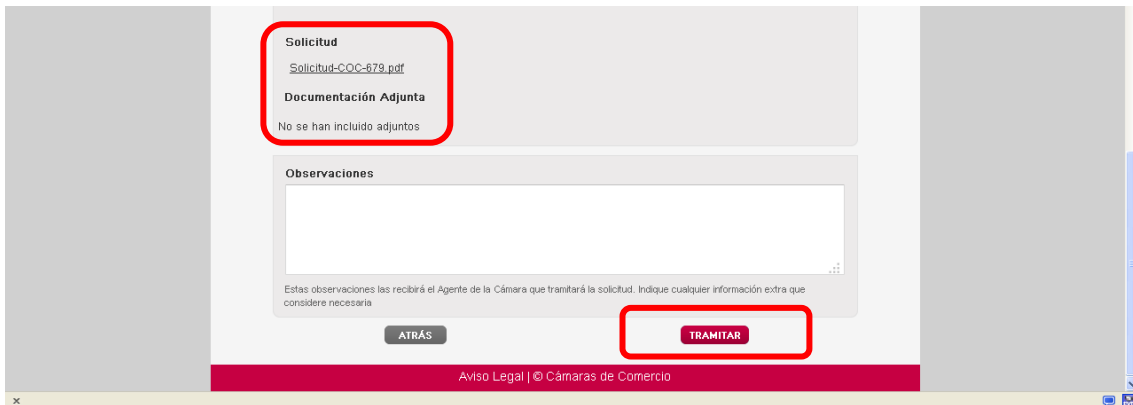 Solicitud
Solicitud-COC-679.pdf
Documentación Adjunta
No se han incluido adjuntos
Observaciones
Estas observaciones las recibirá el Agente de la Cámara que tramitará la solicitud. Indique cualquier información extra que
considere necesaria
ATRÁS
TRAMITAR
Aviso Legal | © Cámaras de Comercio